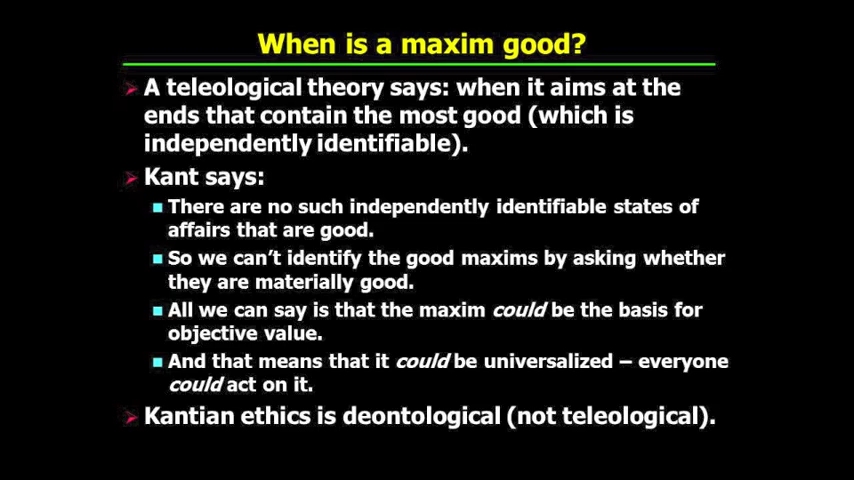 When is a maxim good?
A teleological theory says: when it aims at the
ends that contain the most good (which is
independently identifiable).
Kant says:
There are no such independently identifiable states of
affairs that are good.
So we can't identify the good maxims by asking whether
they are materially good.
All we can say is that the maxim could be the basis for
objective value.
And that means that it could be universalized – everyone
could act on it.
Kantian ethics is deontological (not teleological).